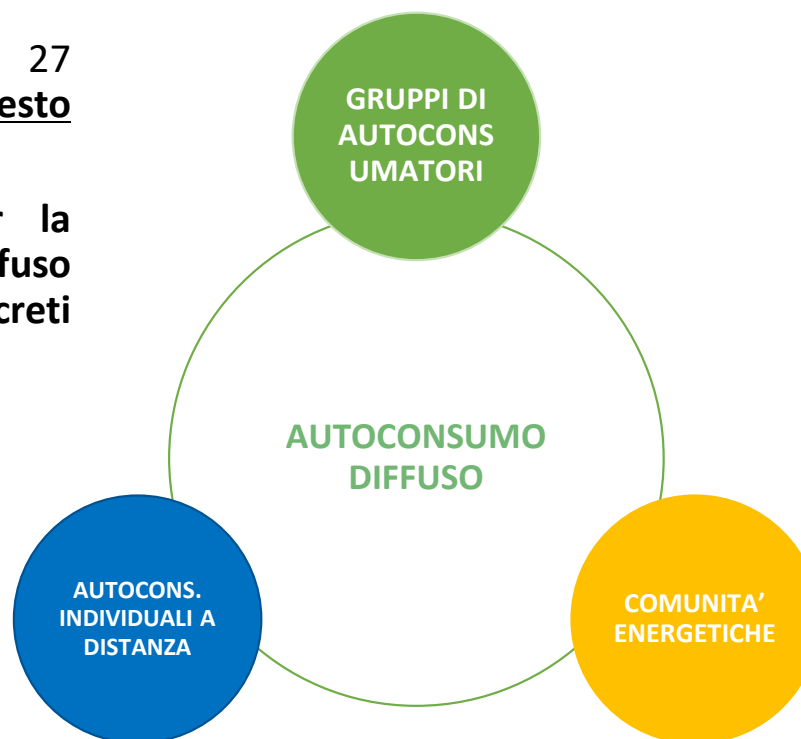 27
esto
r la
fuso
creti
GRUPPI DI
AUTOCONS
UMATORI
AUTOCONSUMO
DIFFUSO
AUTOCONS.
INDIVIDUALI A
DISTANZA
COMUNITA’
ENERGETICHE